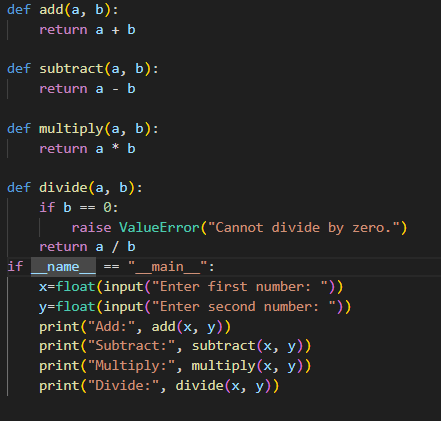 def add(a, b):
    return a + b

def subtract(a, b):
    return a - b

def multiply(a, b):
    return a * b

def divide(a, b):
    if b == 0:
        raise ValueError("Cannot divide by zero.")
    return a / b
if __name__ == "__main__":
    x=float(input("Enter first number: "))
    y=float(input("Enter second number: "))
    print("Add:", add(x, y))
    print("Subtract:", subtract(x, y))
    print("Multiply:", multiply(x, y))
    print("Divide:", divide(x, y))